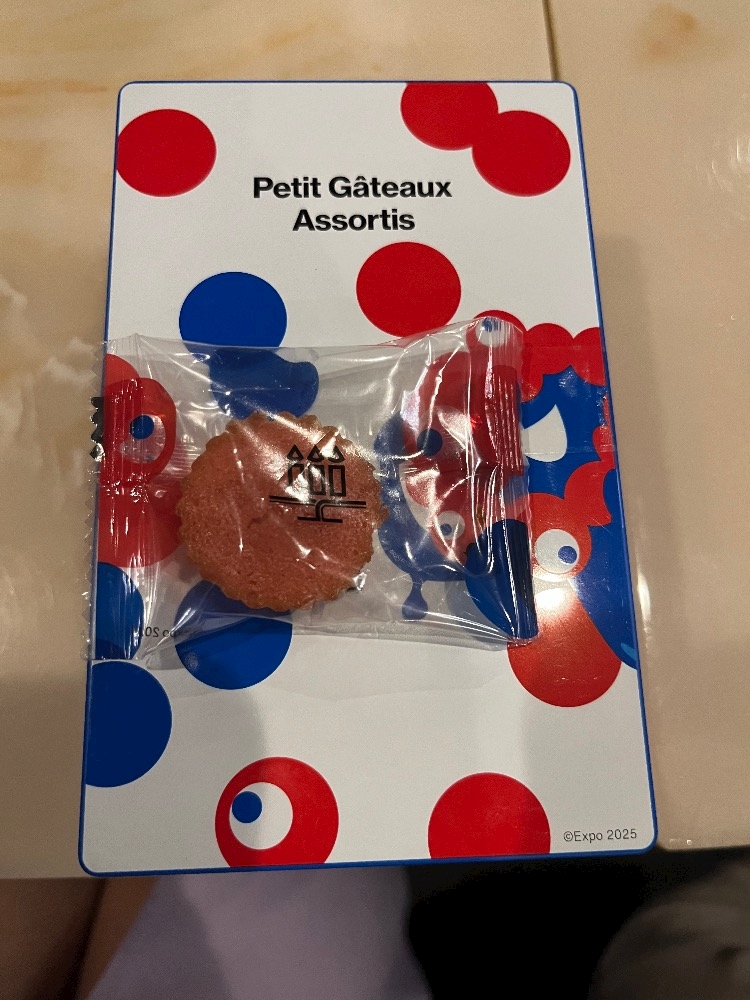 Petit Gâteaux
Assortis
©Expo 2025